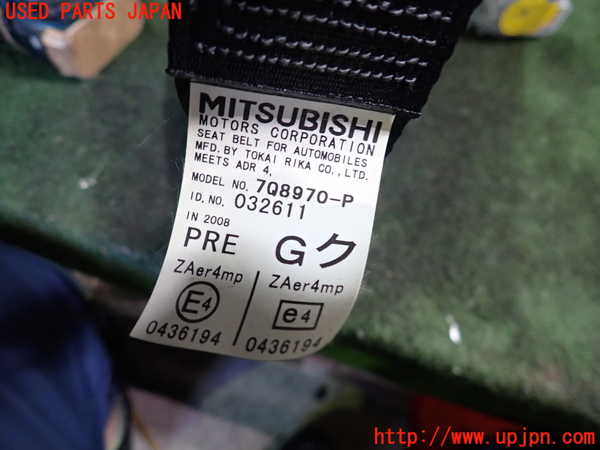 USED PARTS JAPAN
MITSUBISHI
MOTORS CORPORATION
SEAT BELT FOR AUTOMOBILES
MFD. BY TOKAI RIKA CO., LTD.
MEETS ADR 4,
MODEL NO. 7Q8970-P
ID. NO. 032611
IN 2008
PRE Gク
ZAer4mp ZAer4mp
E4 e4
0436194 0436194
http://www.upjpn.com/